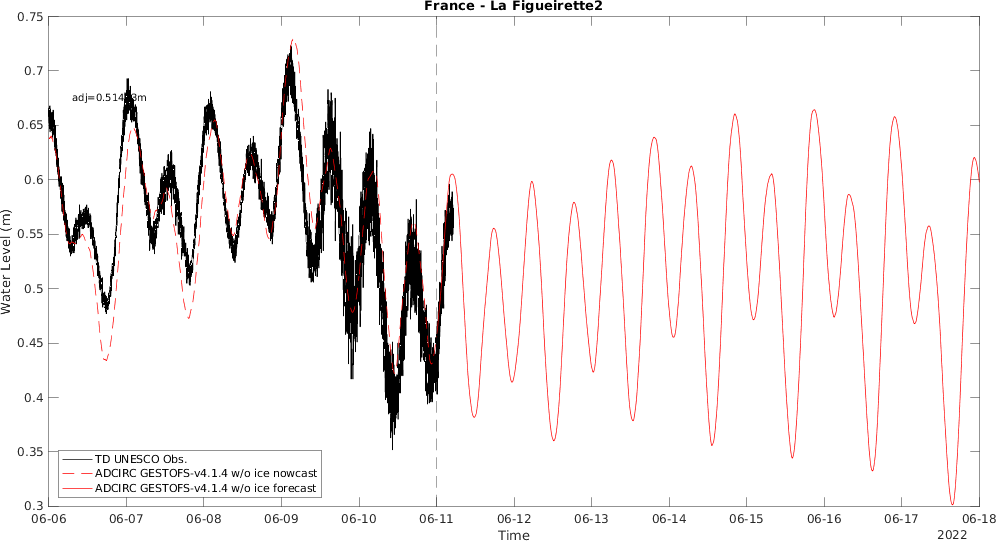 France - La Figueirette2
0.75
0.7
0.65
0.6
0.55
0.5
0.45
0.4
0.35
0.3
Water Level (m)
TD UNESCO Obs.
ADCIRC GESTOFS-v4.1.4 w/o ice nowcast
ADCIRC GESTOFS-v4.1.4 w/o ice forecast
06-06 06-07 06-08 06-09 06-10 06-11 06-12 06-13 06-14 06-15 06-16 06-17 06-18
Time
2022